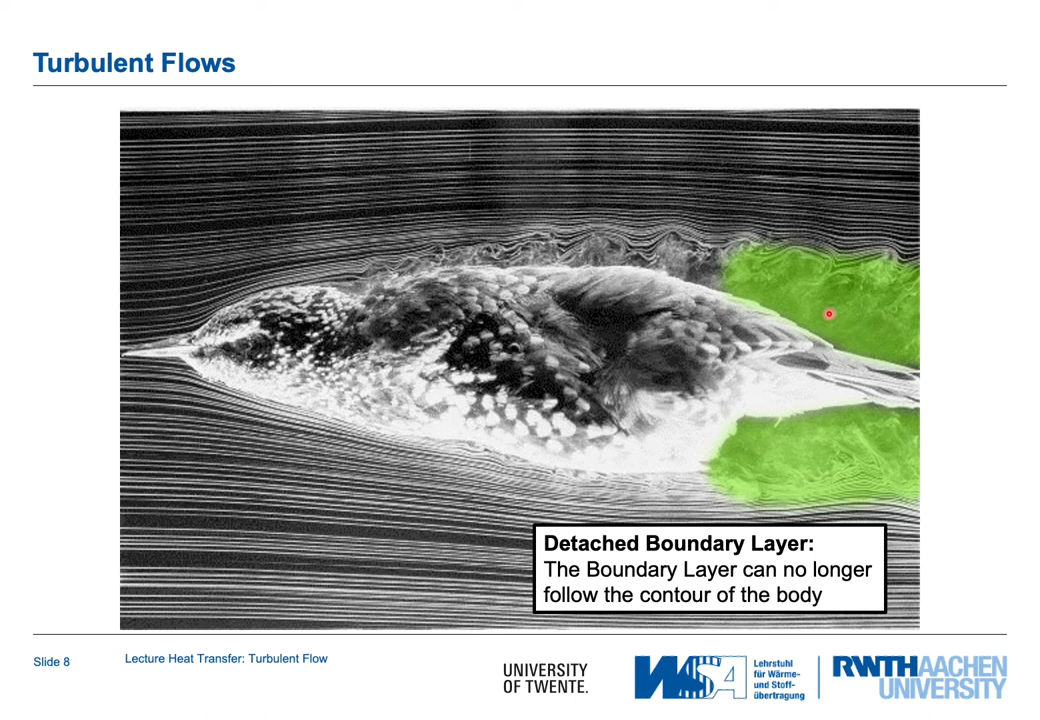 Turbulent Flows
Detached Boundary Layer:
The Boundary Layer can no longer
follow the contour of the body
Slide 8
Lecture Heat Transfer: Turbulent Flow
UNIVERSITY
OF TWENTE.
WSA
Lehrstuhl
für Wärme-
und Stoff-
übertragung
RWTHAACHEN
UNIVERSITY